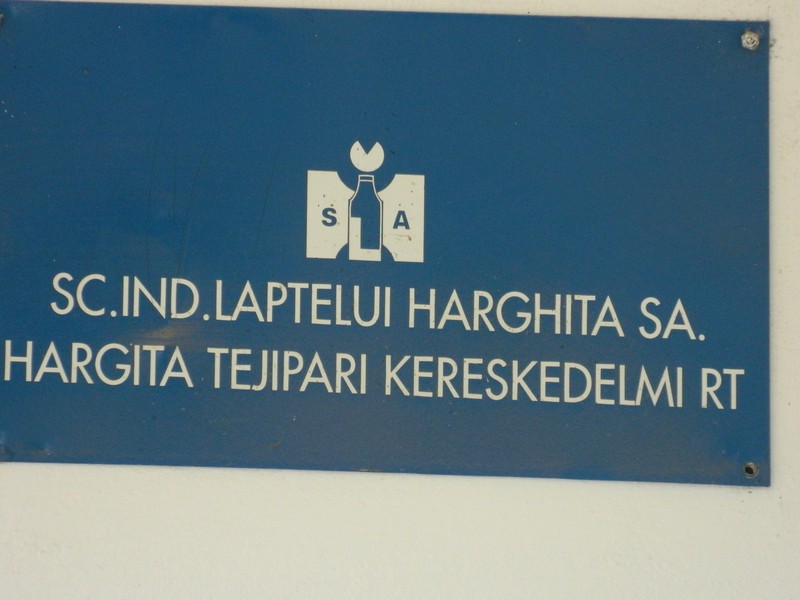 S A
SC.IND.LAPTELUI HARGHITA SA.
HARGITA TEJIPARI KERESKEDELMI RT